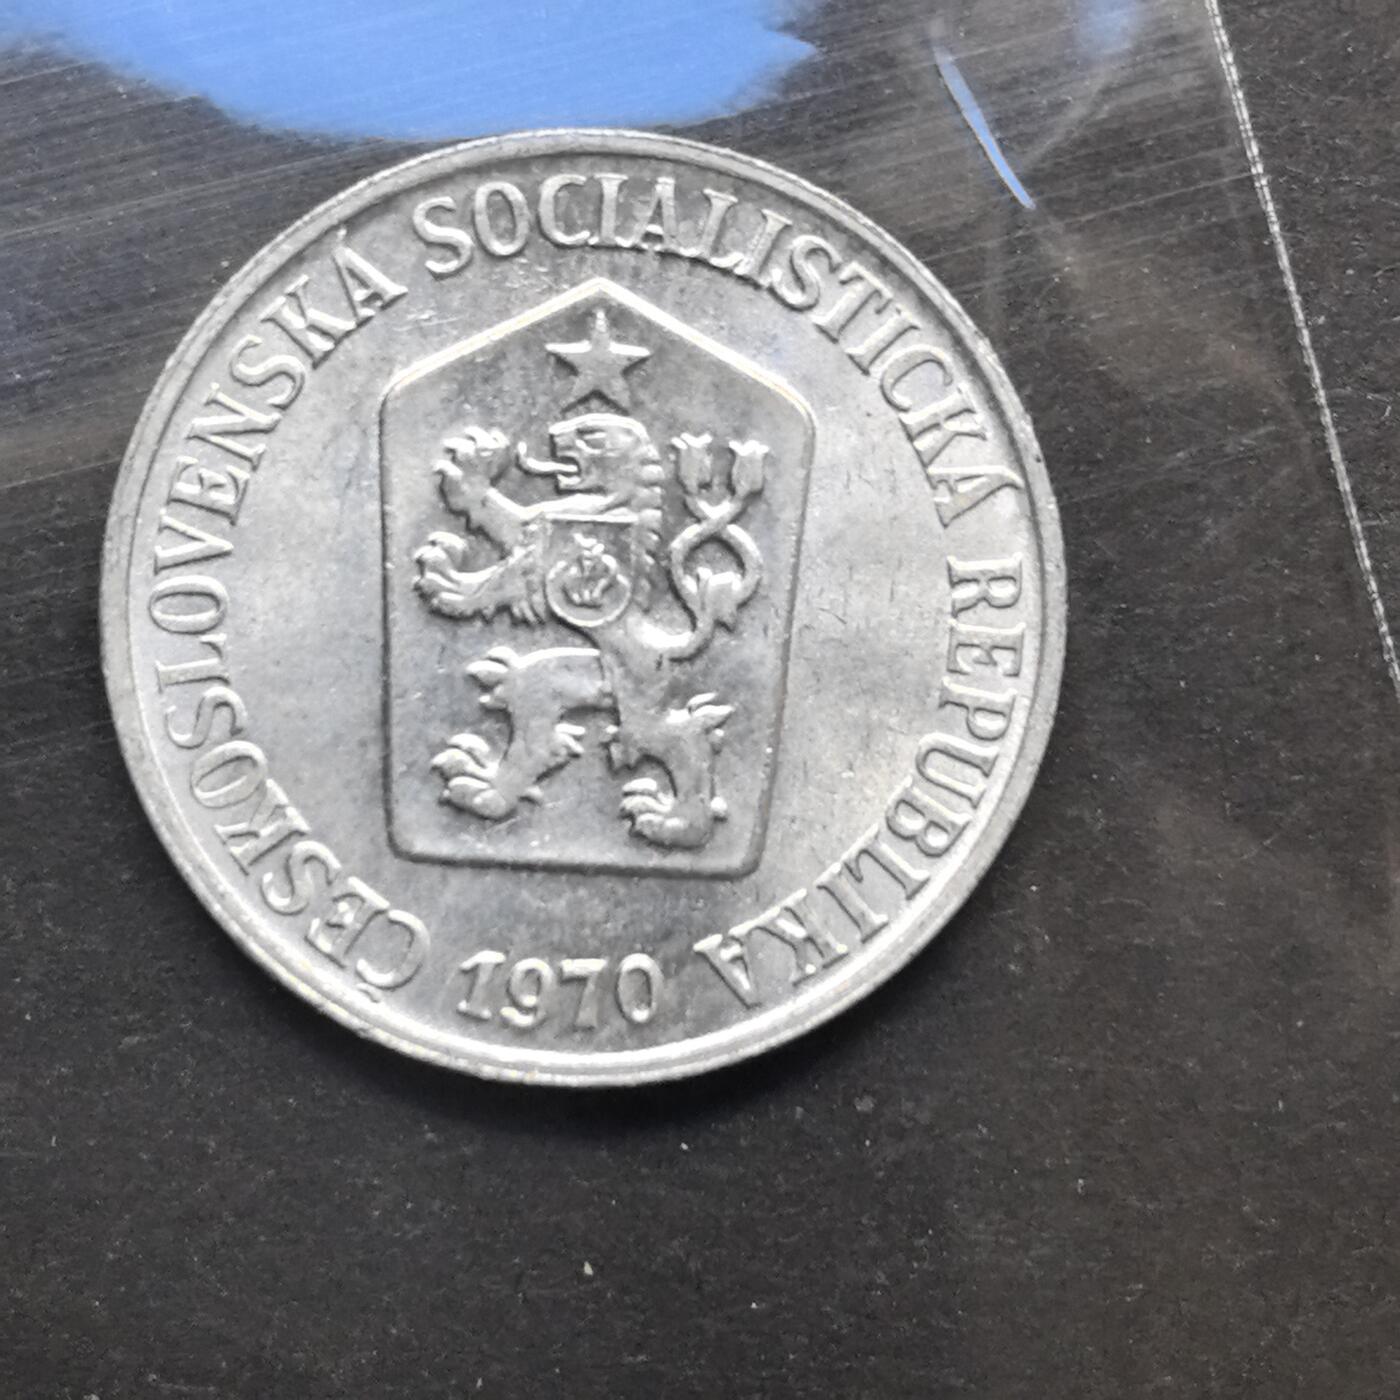 ČESKOSLOVENSKÁ SOCIALISTICKÁ REPUBLIKA
1970